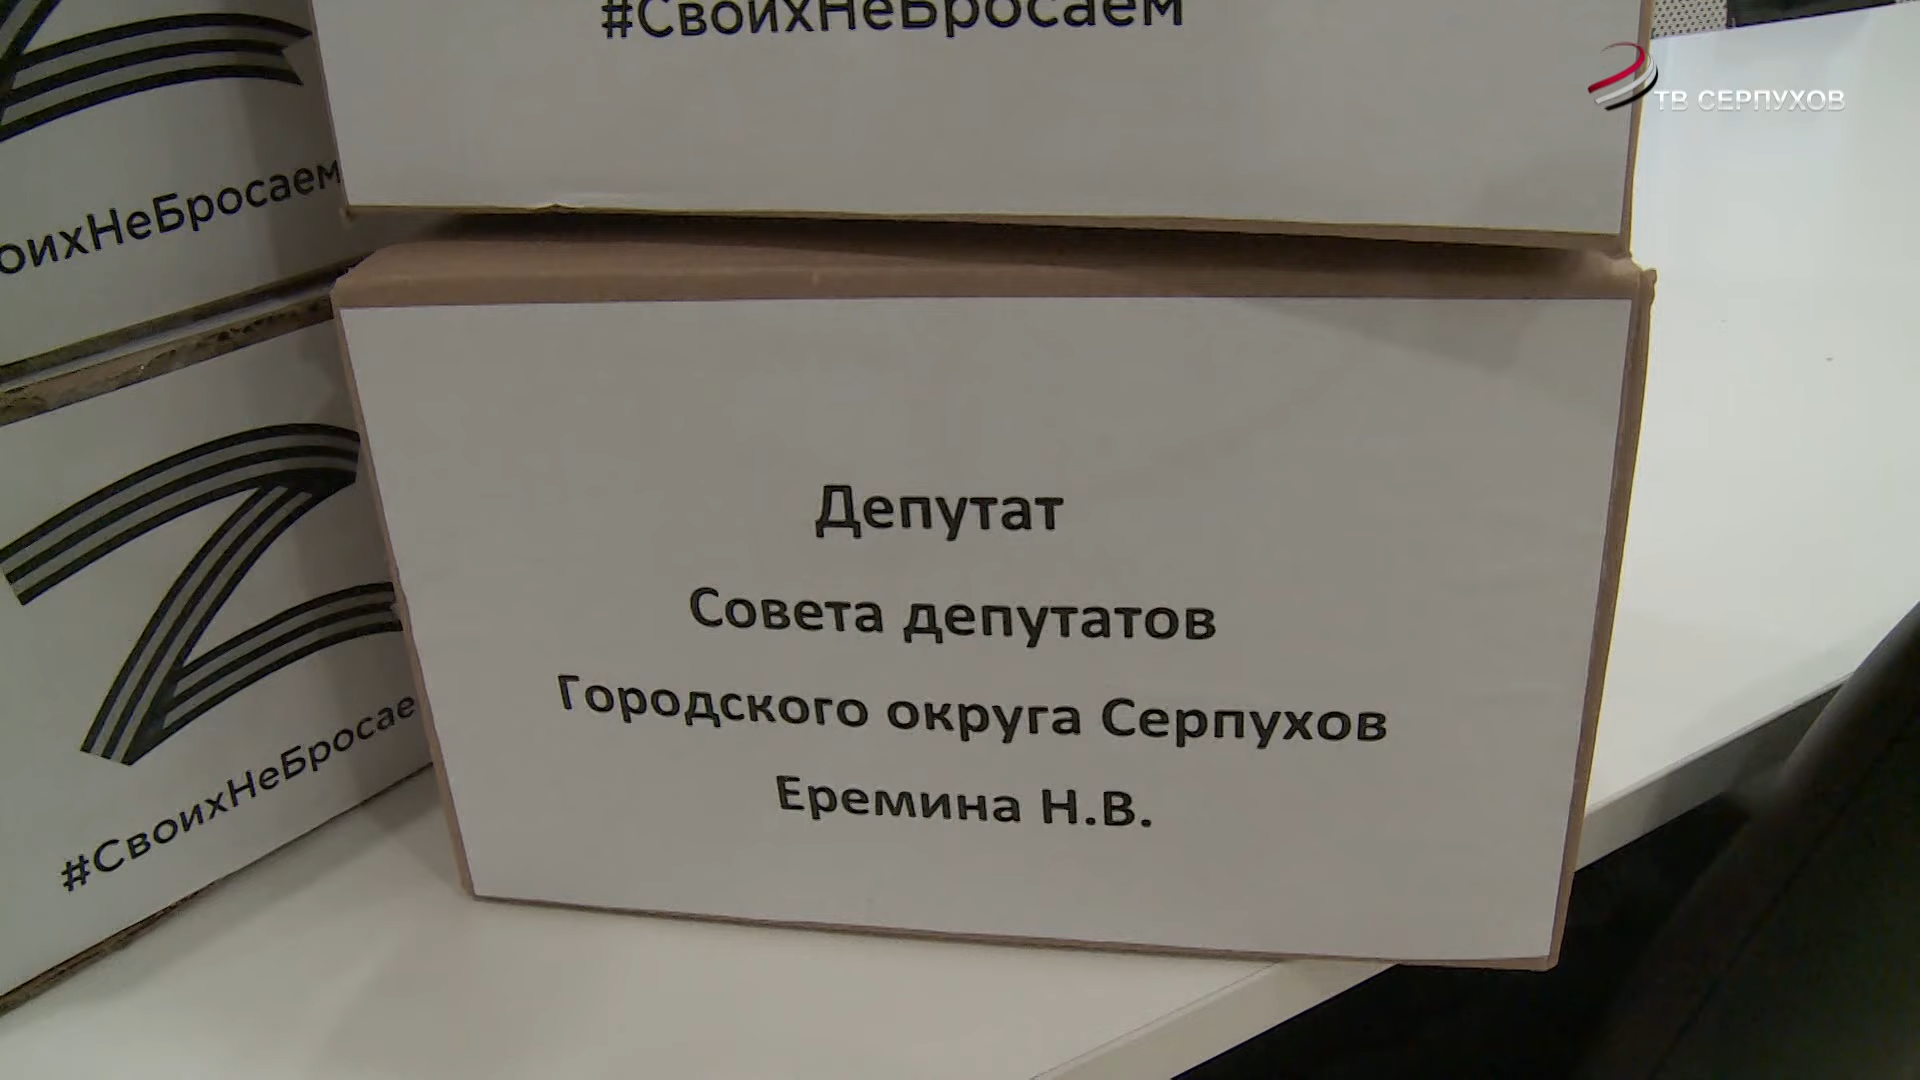 #СвоихНеБросаем
ТВ СЕРПУХОВ
оихНеБросаем
Депутат
Совета депутатов
Городского округа Серпухов
Еремина Н.В.
Z
#СвоихНеБросае